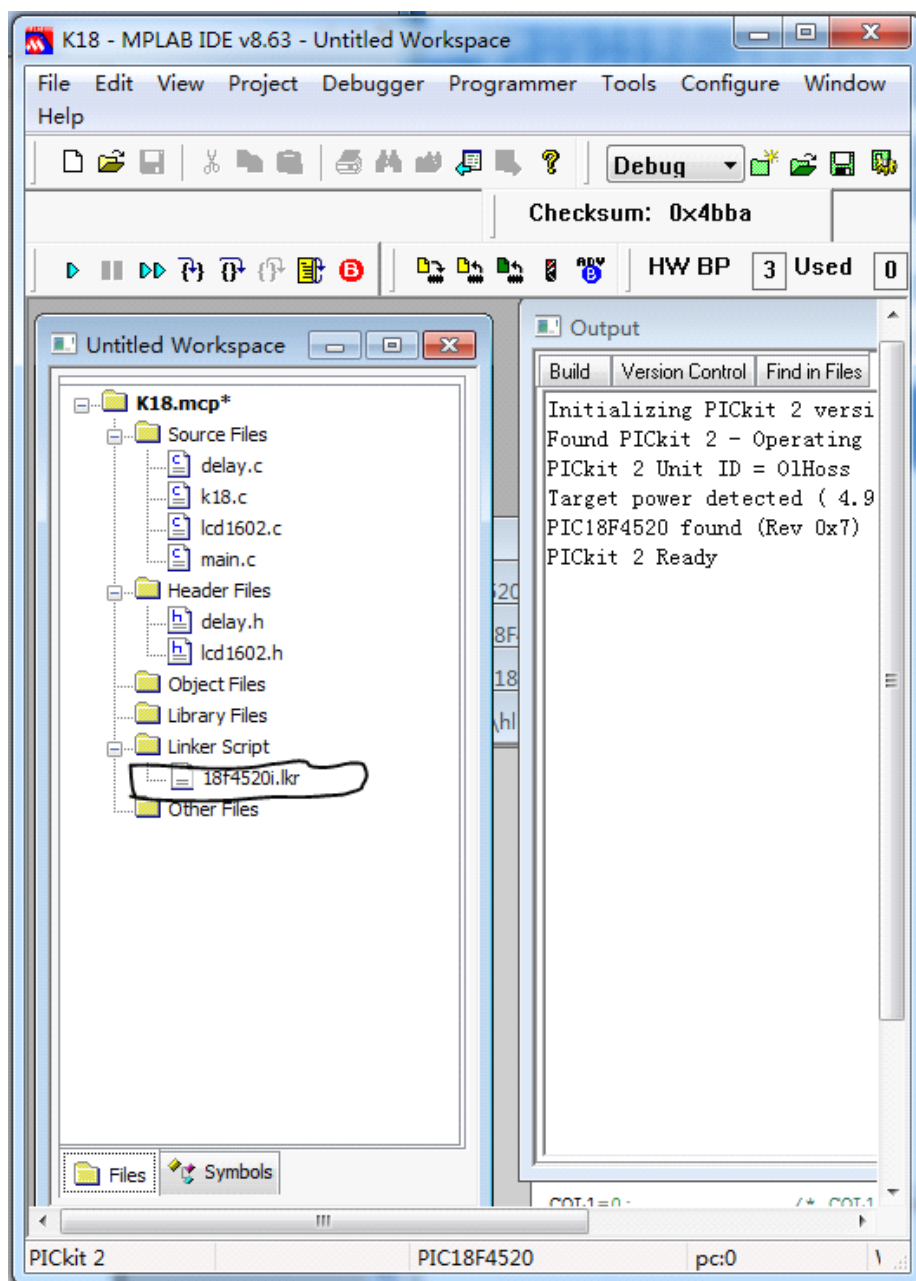 K18 - MPLAB IDE v8.63 - Untitled Workspace
File Edit View Project Debugger Programmer Tools Configure Window
Help
Debug
Checksum: 0x4bba
HW BP 3 Used 0
Untitled Workspace
K18.mcp*
Source Files
delay.c
k18.c
lcd1602.c
main.c
Header Files
delay.h
lcd1602.h
Object Files
Library Files
Linker Script
18f4520i.lkr
Other Files
Files Symbols
520
8F
18
\hl
Output
Build Version Control Find in Files
Initializing PICkit 2 versi
Found PICkit 2 - Operating
PICkit 2 Unit ID = OlHoss
Target power detected ( 4.9
PIC18F4520 found (Rev 0x7)
PICkit 2 Ready
PICkit 2 PIC18F4520 pc:0